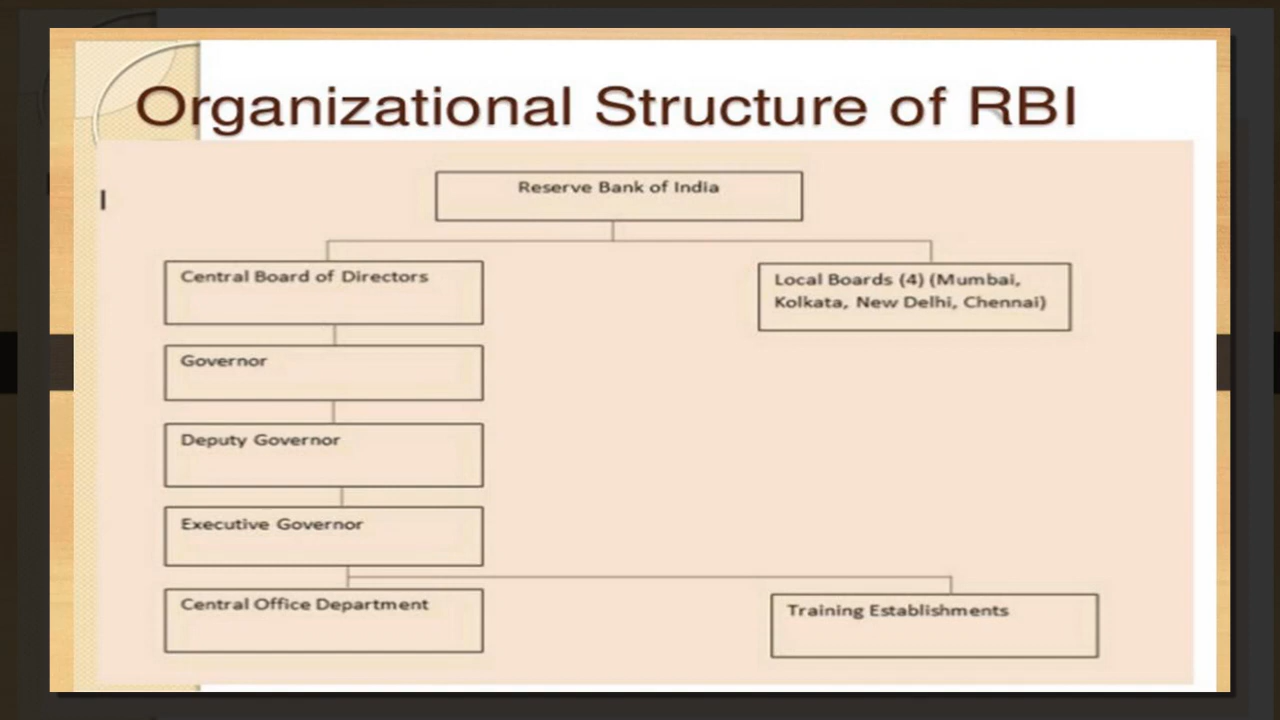 Organizational Structure of RBI
Reserve Bank of India
Central Board of Directors
Local Boards (4) (Mumbai,
Kolkata, New Delhi, Chennai)
Governor
Deputy Governor
Executive Governor
Central Office Department
Training Establishments